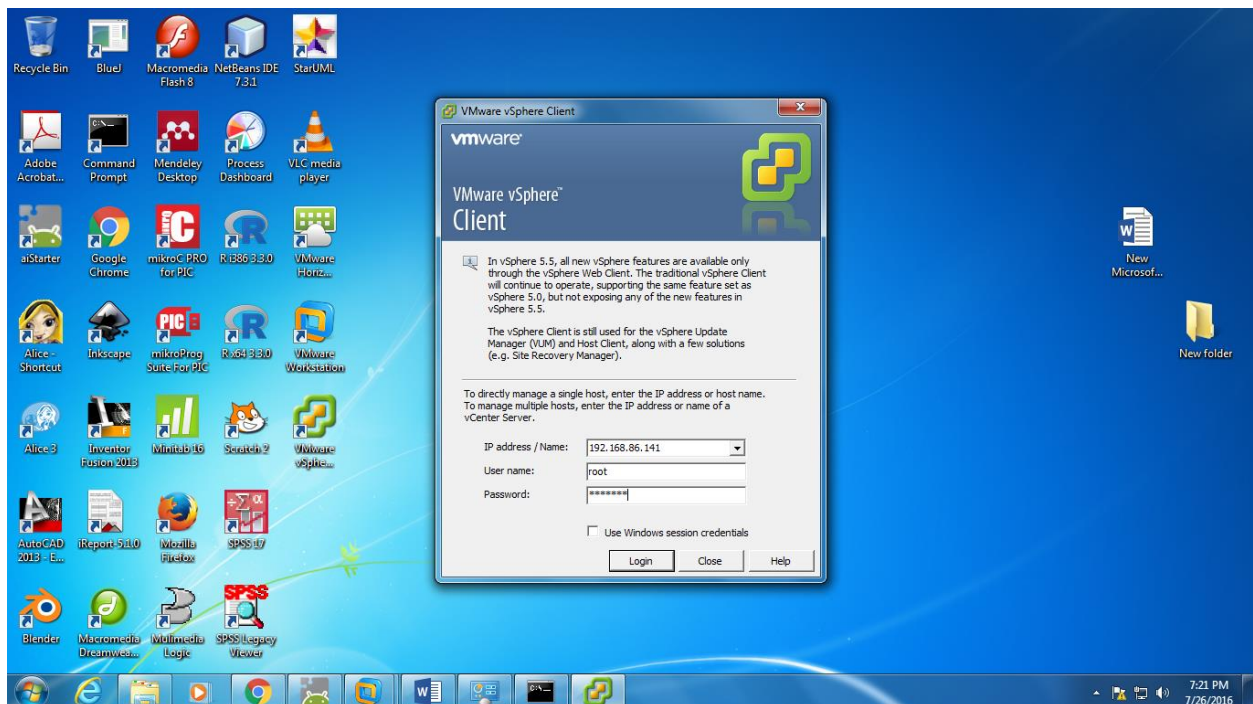 Recycle Bin
BlueJ
Macromedia
Flash 8
NetBeans IDE
7.3.1
StarUML
Adobe
Acrobat...
Command
Prompt
Mendeley
Desktop
Process
Dashboard
VLC media
player
aiStarter
Google
Chrome
mikroC PRO
for PIC
R i386 3.3.0
VMware
Horiz...
Alice -
Shortcut
Inkscape
mikroProg
Suite For PIC
R x64 3.3.0
VMware
Workstation
Alice 3
Inventor
Fusion 2013
Minitab 16
Scratch 2
VMware
vSphe...
AutoCAD
2013 - E...
iReport-5.1.0
Mozilla
Firefox
SPSS 17
Blender
Macromedia
Dreamwea...
Mulimedia
Logic
SPSS Legacy
Viewer
VMware vSphere Client
vmware
VMware vSphere™
Client
In vSphere 5.5, all new vSphere features are available only
through the vSphere Web Client. The traditional vSphere Client
will continue to operate, supporting the same feature set as
vSphere 5.0, but not exposing any of the new features in
vSphere 5.5.
The vSphere Client is still used for the vSphere Update
Manager (VUM) and Host Client, along with a few solutions
(e.g. Site Recovery Manager).
To directly manage a single host, enter the IP address or host name.
To manage multiple hosts, enter the IP address or name of a
vCenter Server.
IP address / Name: 192.168.86.141
User name: root
Password: *******
Use Windows session credentials
Login Close Help
New
Microsof...
New folder
7:21 PM
7/26/2016